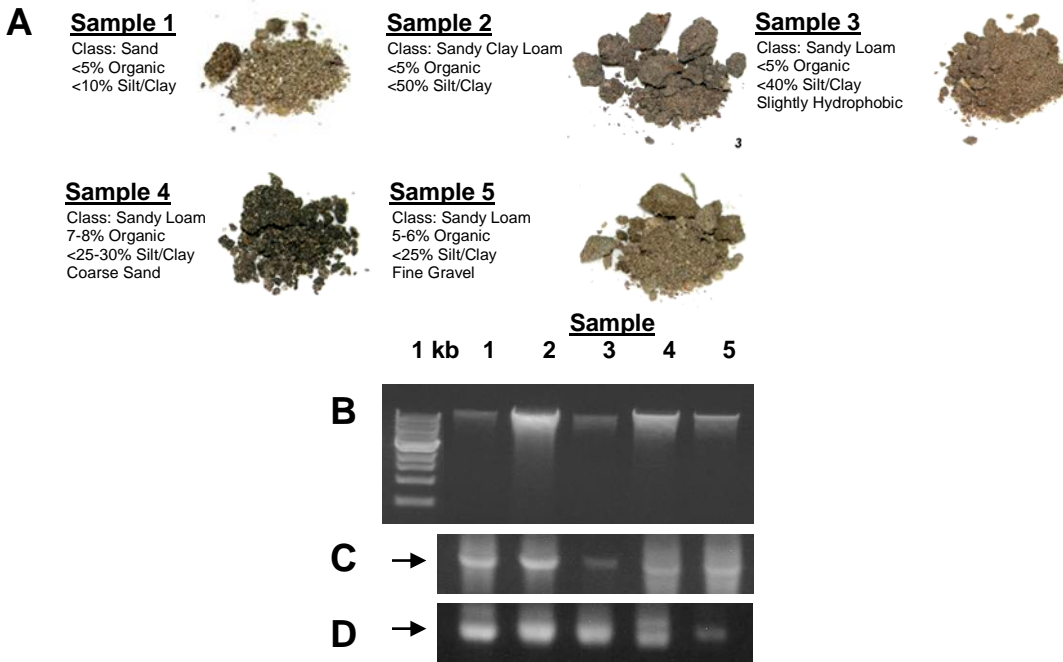 A
Sample 1
Class: Sand
<5% Organic
<10% Silt/Clay
Sample 2
Class: Sandy Clay Loam
<5% Organic
<50% Silt/Clay
3
Sample 3
Class: Sandy Loam
<5% Organic
<40% Silt/Clay
Slightly Hydrophobic
Sample 4
Class: Sandy Loam
7-8% Organic
<25-30% Silt/Clay
Coarse Sand
Sample 5
Class: Sandy Loam
5-6% Organic
<25% Silt/Clay
Fine Gravel
Sample
1 kb 1 2 3 4 5
B
C
D